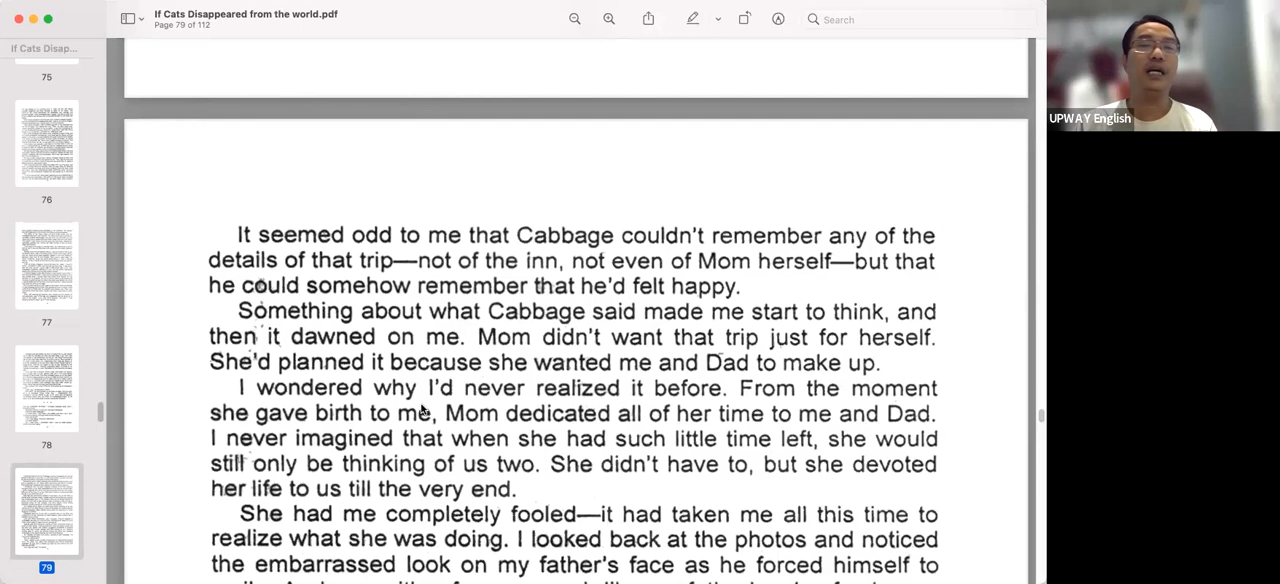 If Cats Disappeared from the world.pdf
Page 79 of 112
Search
If Cats Disap...
75
76
77
78
79
It seemed odd to me that Cabbage couldn't remember any of the
details of that trip—not of the inn, not even of Mom herself—but that
he could somehow remember that he'd felt happy.
Something about what Cabbage said made me start to think, and
then it dawned on me. Mom didn't want that trip just for herself.
She'd planned it because she wanted me and Dad to make up.
I wondered why I'd never realized it before. From the moment
she gave birth to me, Mom dedicated all of her time to me and Dad.
I never imagined that when she had such little time left, she would
still only be thinking of us two. She didn't have to, but she devoted
her life to us till the very end.
She had me completely fooled—it had taken me all this time to
realize what she was doing. I looked back at the photos and noticed
the embarrassed look on my father's face as he forced himself to
UPWAY English